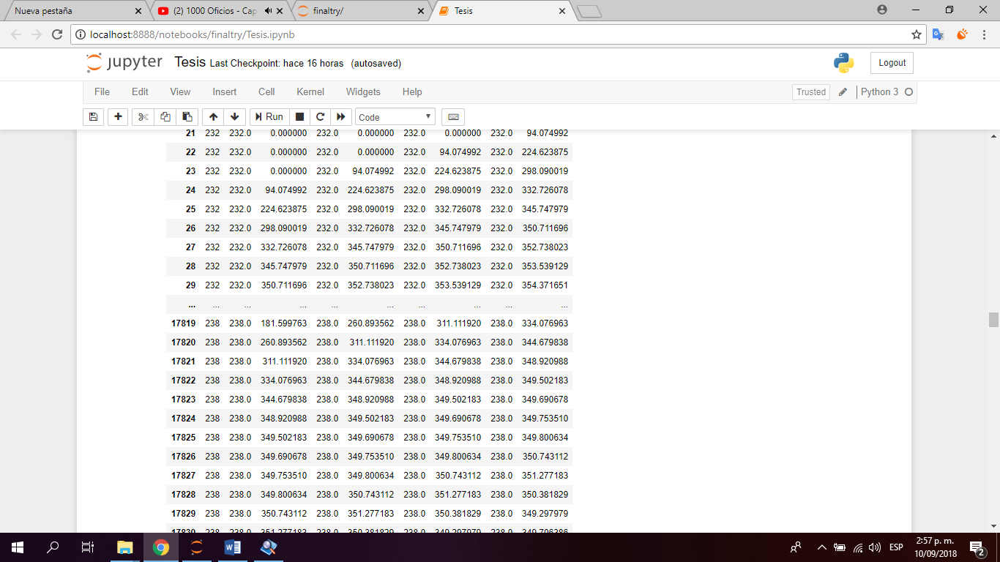 Nueva pestaña (2) 1000 Oficios - Cap finaltry/ Tesis
localhost:8888/notebooks/finaltry/Tesis.ipynb
jupyter Tesis Last Checkpoint: hace 16 horas (autosaved) Logout
File Edit View Insert Cell Kernel Widgets Help Trusted Python 3
Run Code
21 232 232.0 0.000000 232.0 0.000000 232.0 0.000000 232.0 94.074992
22 232 232.0 0.000000 232.0 0.000000 232.0 94.074992 232.0 224.623875
23 232 232.0 0.000000 232.0 94.074992 232.0 224.623875 232.0 298.090019
24 232 232.0 94.074992 232.0 224.623875 232.0 298.090019 232.0 332.726078
25 232 232.0 224.623875 232.0 298.090019 232.0 332.726078 232.0 345.747979
26 232 232.0 298.090019 232.0 332.726078 232.0 345.747979 232.0 350.711696
27 232 232.0 332.726078 232.0 345.747979 232.0 350.711696 232.0 352.738023
28 232 232.0 345.747979 232.0 350.711696 232.0 352.738023 232.0 353.539129
29 232 232.0 350.711696 232.0 352.738023 232.0 353.539129 232.0 354.371651
... ... ... ... ... ... ... ... ... ...
17819 238 238.0 181.599763 238.0 260.893562 238.0 311.111920 238.0 334.076963
17820 238 238.0 260.893562 238.0 311.111920 238.0 334.076963 238.0 344.679838
17821 238 238.0 311.111920 238.0 334.076963 238.0 344.679838 238.0 348.920988
17822 238 238.0 334.076963 238.0 344.679838 238.0 348.920988 238.0 349.502183
17823 238 238.0 344.679838 238.0 348.920988 238.0 349.502183 238.0 349.690678
17824 238 238.0 348.920988 238.0 349.502183 238.0 349.690678 238.0 349.753510
17825 238 238.0 349.502183 238.0 349.690678 238.0 349.753510 238.0 349.800634
17826 238 238.0 349.690678 238.0 349.753510 238.0 349.800634 238.0 350.743112
17827 238 238.0 349.753510 238.0 349.800634 238.0 350.743112 238.0 351.277183
17828 238 238.0 349.800634 238.0 350.743112 238.0 351.277183 238.0 350.381829
17829 238 238.0 350.743112 238.0 351.277183 238.0 350.381829 238.0 349.297979
17830 238 238.0 351.277183 238.0 350.381829 238.0 349.297979 238.0 349.706386
ESP 2:57 p. m.
10/09/2018 2